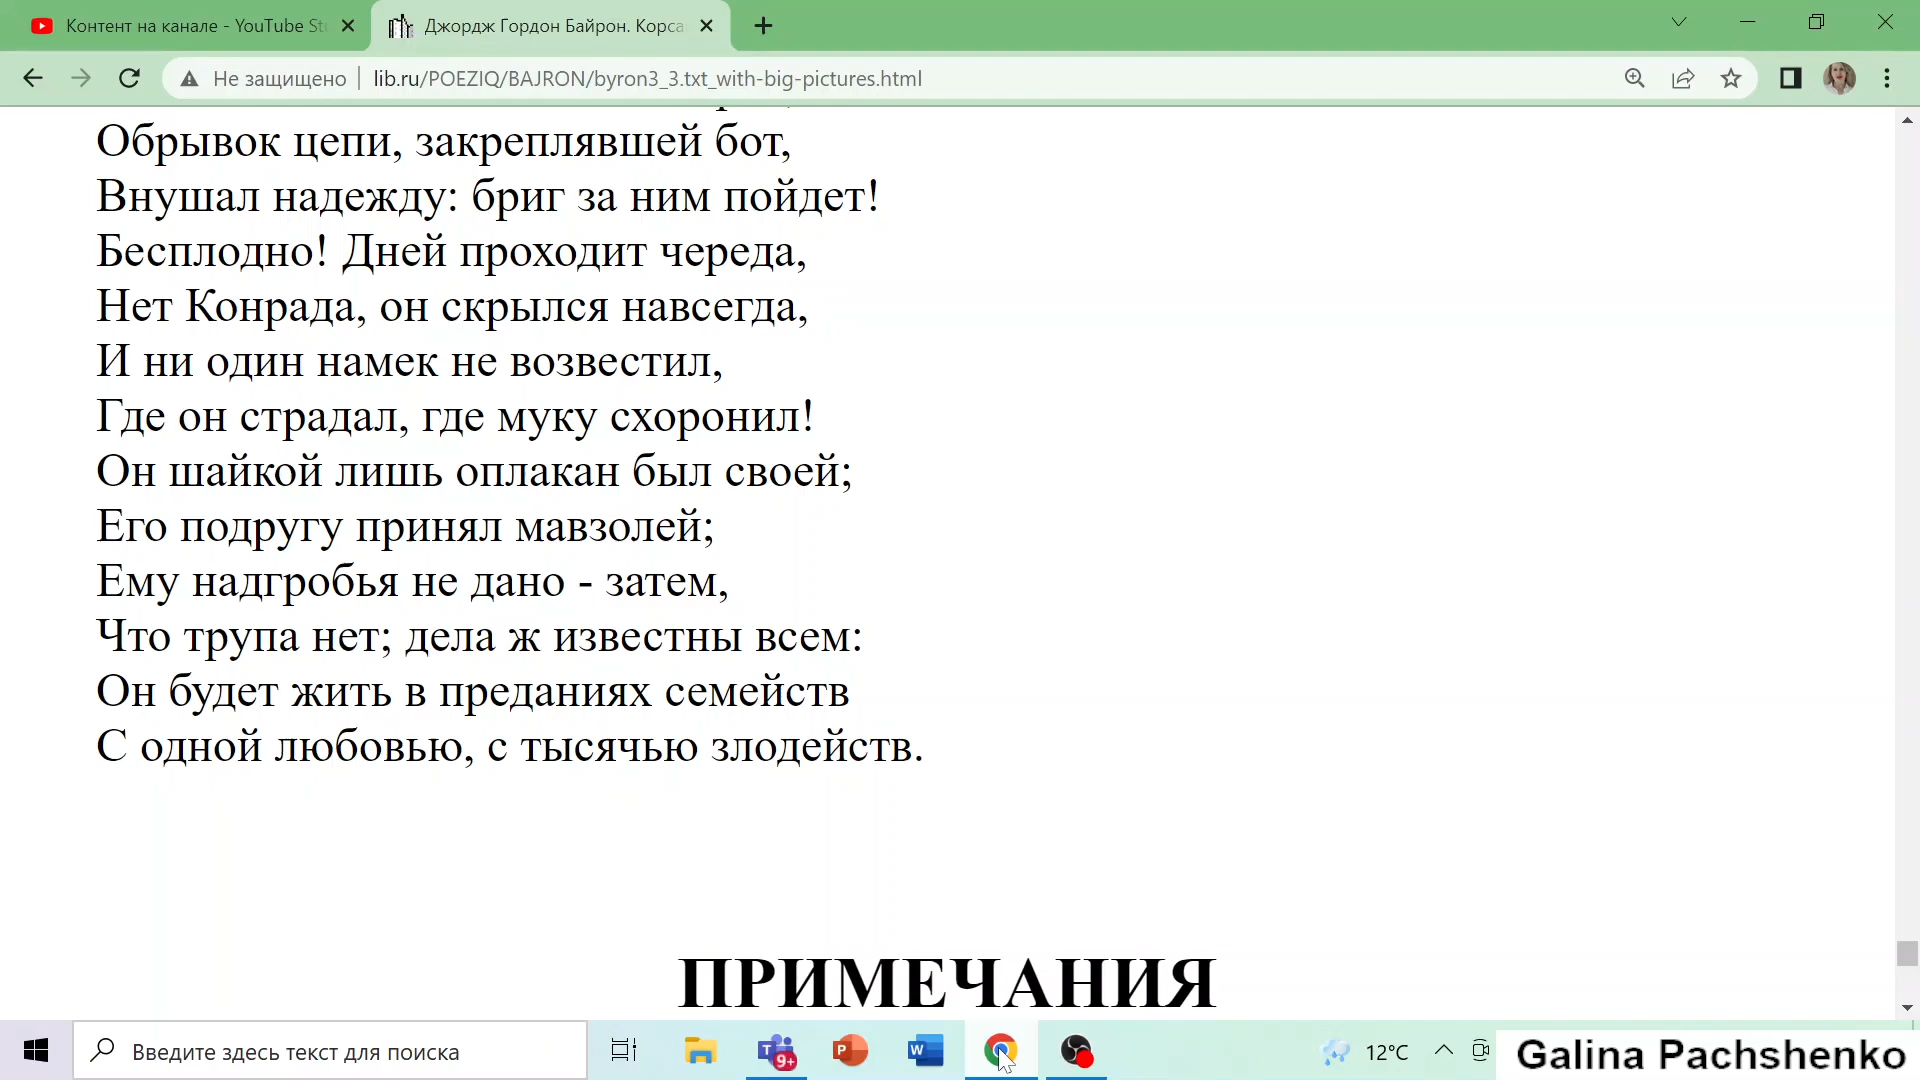 Контент на канале - YouTube St
Джордж Гордон Байрон. Корса
Не защищено
lib.ru/POEZIQ/BAJRON/byron3_3.txt_with-big-pictures.html
Обрывок цепи, закреплявшей бот,
Внушал надежду: бриг за ним пойдет!
Бесплодно! Дней проходит череда,
Нет Конрада, он скрылся навсегда,
И ни один намек не возвестил,
Где он страдал, где муку схоронил!
Он шайкой лишь оплакан был своей;
Его подругу принял мавзолей;
Ему надгробья не дано - затем,
Что трупа нет; дела ж известны всем:
Он будет жить в преданиях семейств
С одной любовью, с тысячью злодейств.
ПРИМЕЧАНИЯ
Введите здесь текст для поиска
9+
12°C
Galina Pachshenko